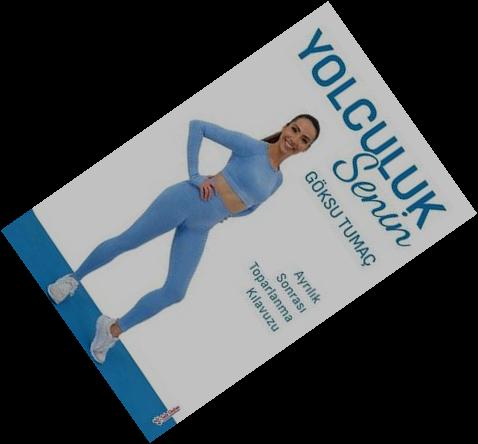 YOLCULUK
Senin
GÖKSU TUMAÇ
Ayrılık
Sonrası
Toparlanma
Kılavuzu